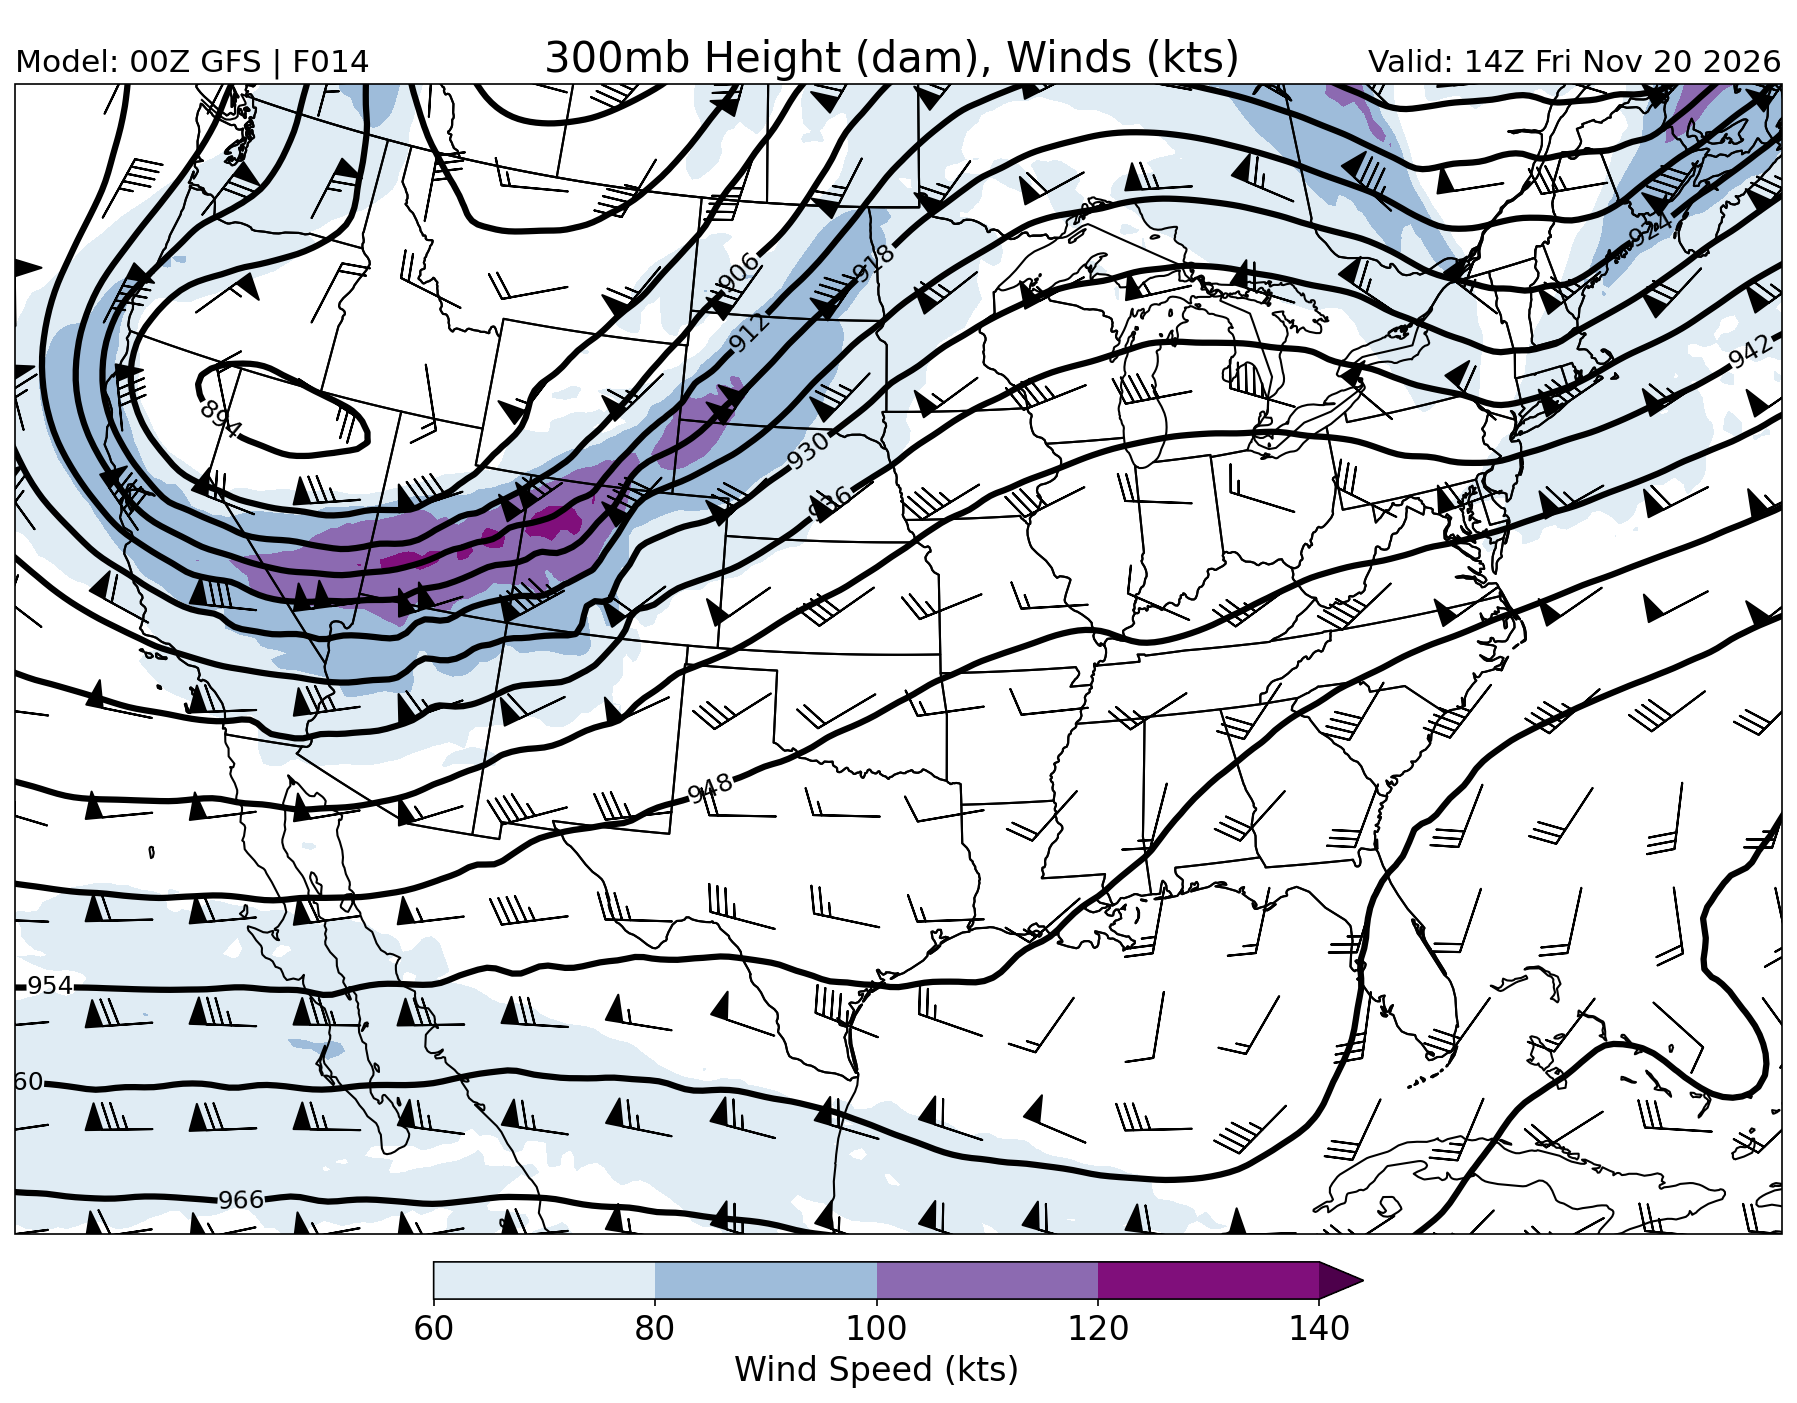 Model: 00Z GFS | F014
300mb Height (dam), Winds (kts)
Valid: 14Z Fri Nov 20 2026
924
906
918
912
942
894
930
936
948
954
60
966
60 80 100 120 140
Wind Speed (kts)